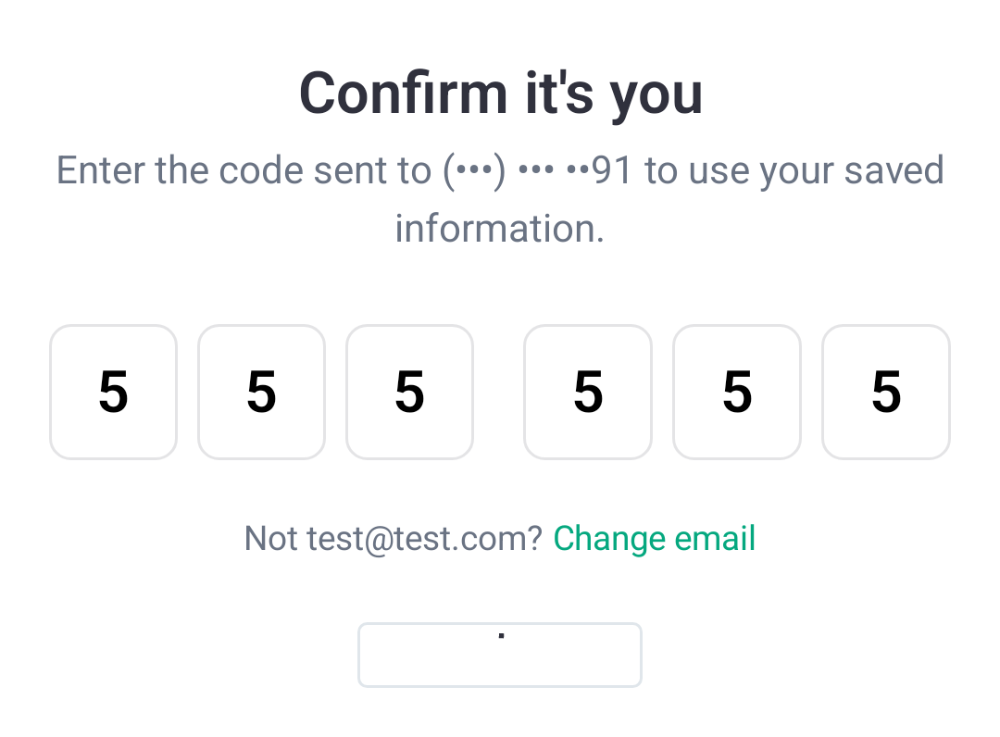 Confirm it's you
Enter the code sent to (•••) ••• ••91 to use your saved
information.
5 5 5 5 5 5
Not test@test.com? Change email